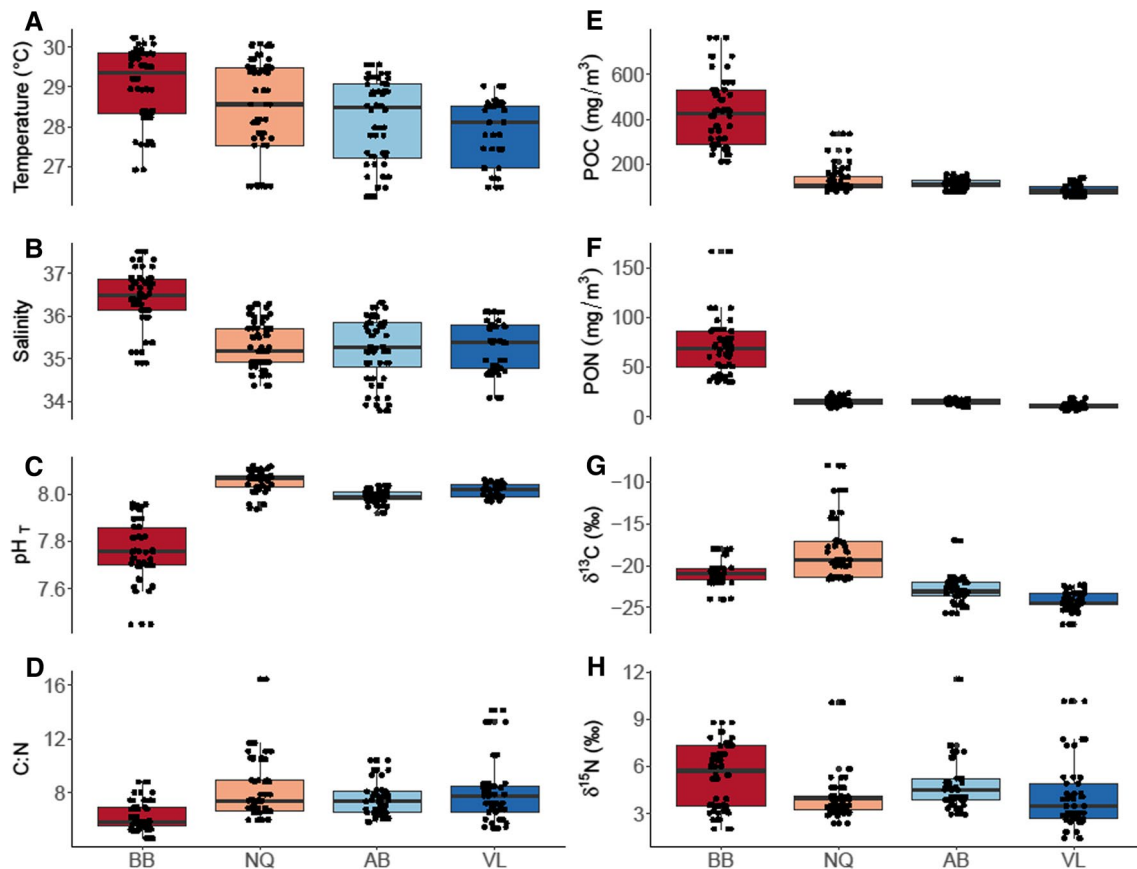 A
Temperature (°C)
30
29
28
27
B
Salinity
37
36
35
34
C
pH T
8.0
7.8
7.6
D
C:N
16
12
8
BB NQ AB VL
E
POC (mg/m³)
600
400
200
F
PON (mg/m³)
150
100
50
0
G
δ¹³C (‰)
−10
−15
−20
−25
H
δ¹⁵N (‰)
12
9
6
3
BB NQ AB VL